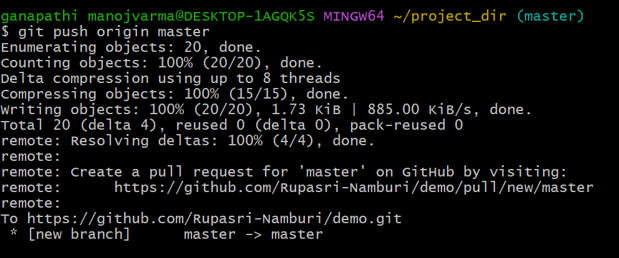 ganapathi manojvarma@DESKTOP-1AGQK5S MINGW64 ~/project_dir (master)
$ git push origin master
Enumerating objects: 20, done.
Counting objects: 100% (20/20), done.
Delta compression using up to 8 threads
Compressing objects: 100% (15/15), done.
Writing objects: 100% (20/20), 1.73 KiB | 885.00 KiB/s, done.
Total 20 (delta 4), reused 0 (delta 0), pack-reused 0
remote: Resolving deltas: 100% (4/4), done.
remote:
remote: Create a pull request for 'master' on GitHub by visiting:
remote:      https://github.com/Rupasri-Namburi/demo/pull/new/master
remote:
To https://github.com/Rupasri-Namburi/demo.git
 * [new branch]      master -> master